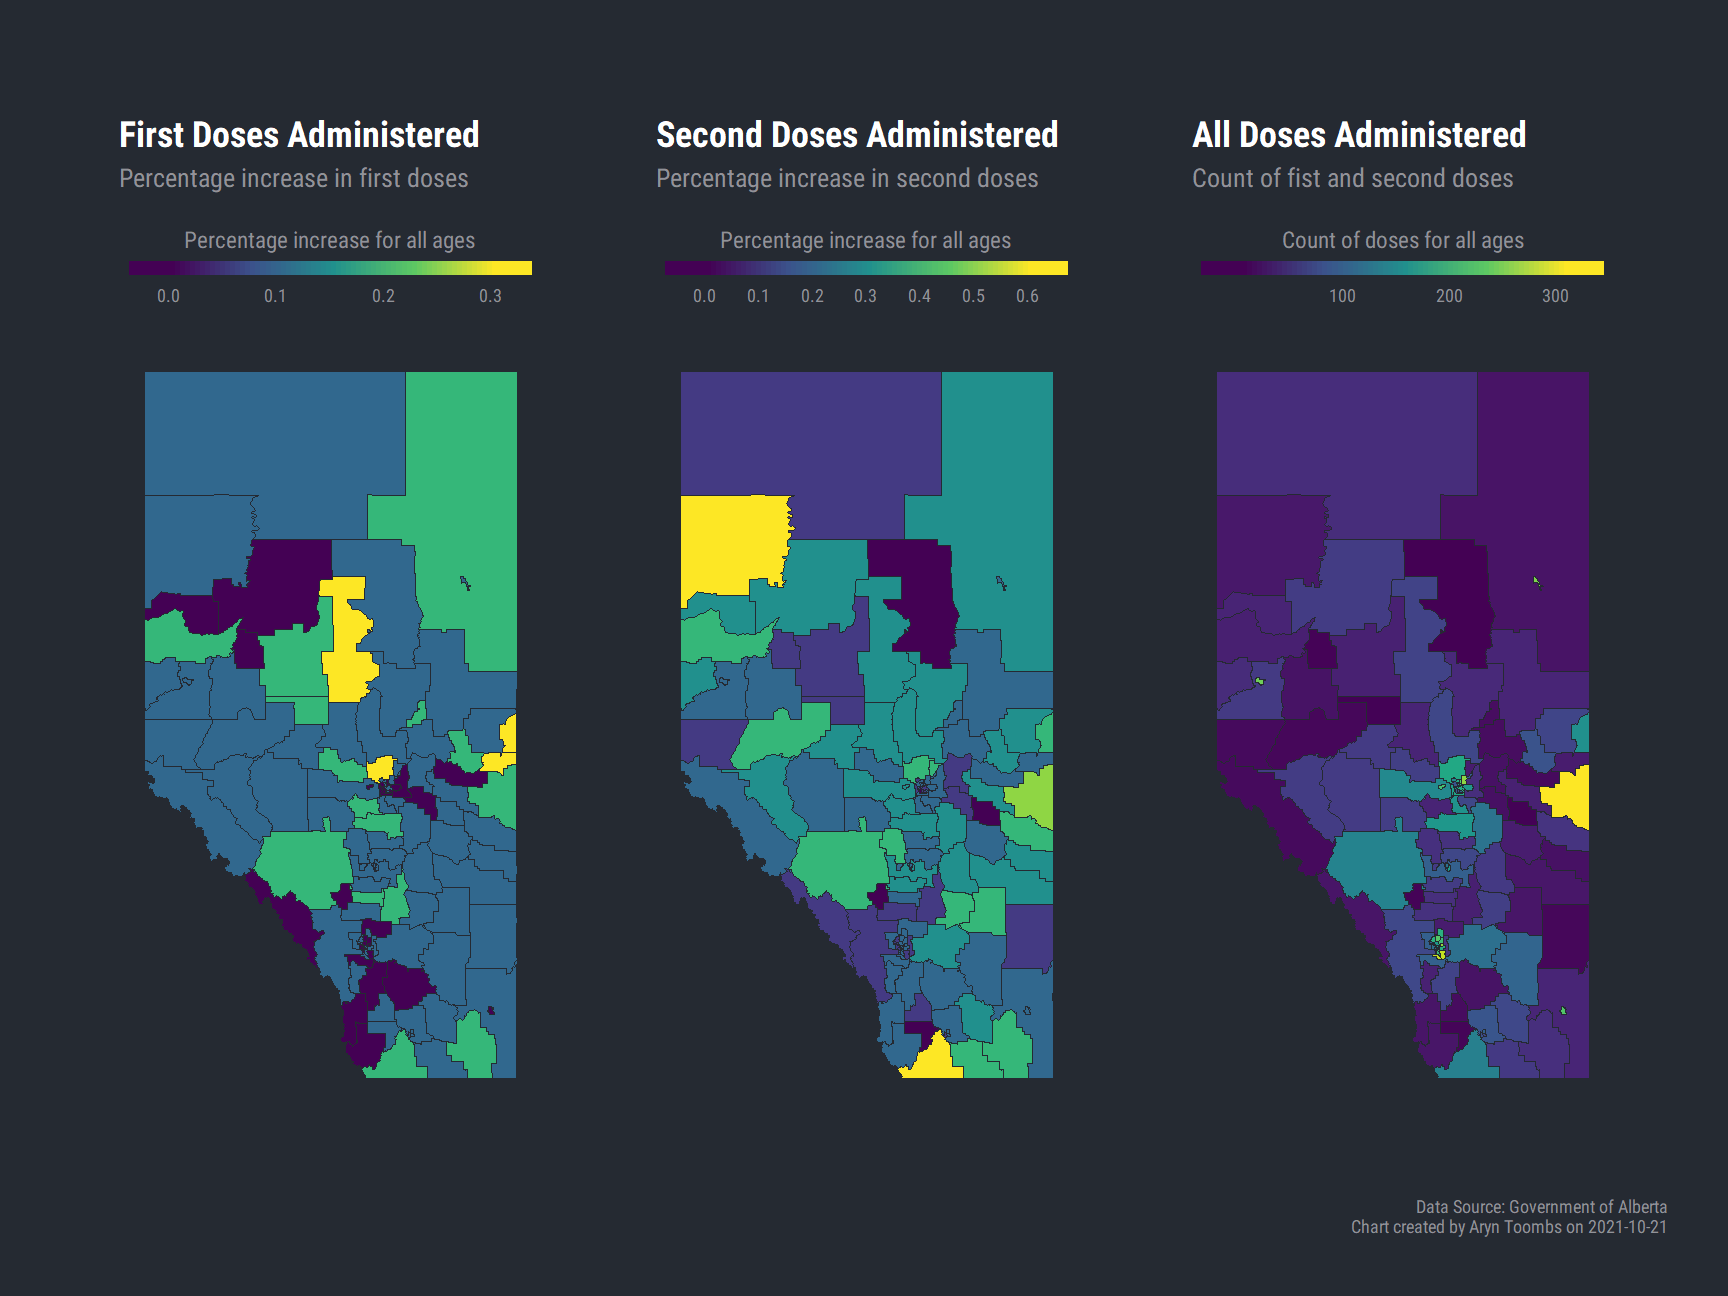 First Doses Administered
Percentage increase in first doses
Percentage increase for all ages
0.0 0.1 0.2 0.3
Second Doses Administered
Percentage increase in second doses
Percentage increase for all ages
0.0 0.1 0.2 0.3 0.4 0.5 0.6
All Doses Administered
Count of fist and second doses
Count of doses for all ages
100 200 300
Data Source: Government of Alberta
Chart created by Aryn Toombs on 2021-10-21